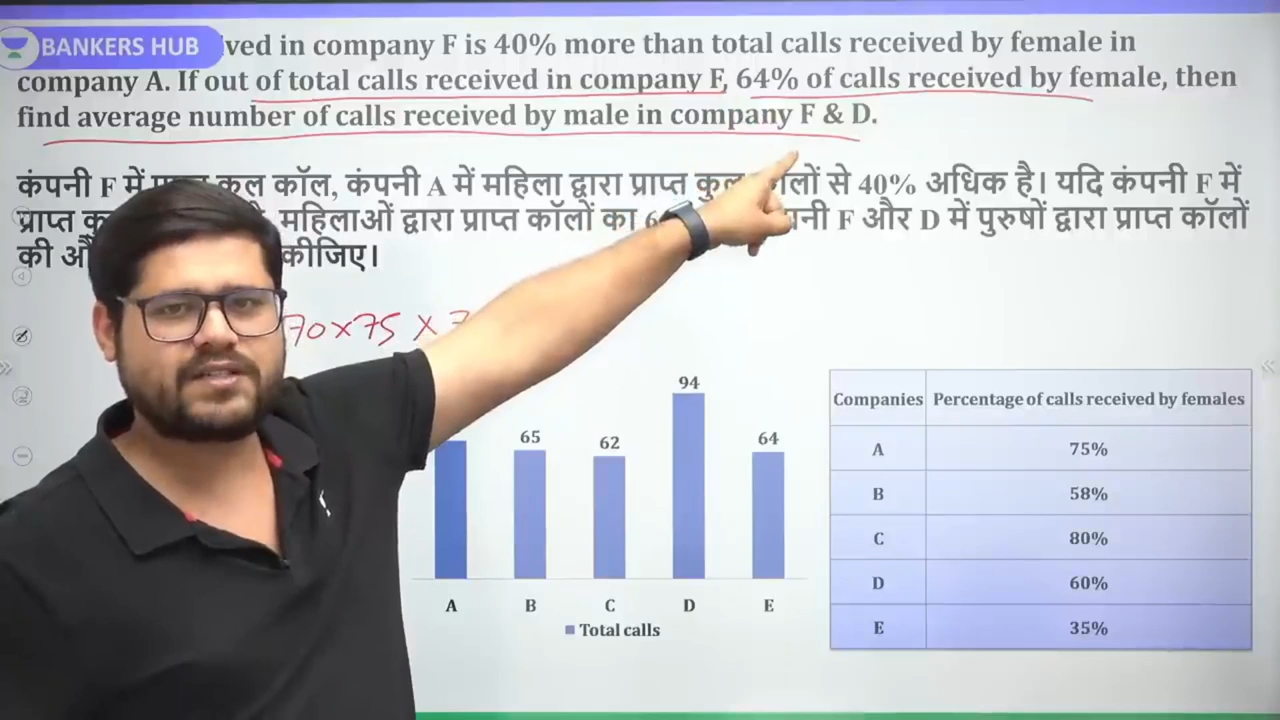 BANKERS HUB
ved in company F is 40% more than total calls received by female in
company A. If out of total calls received in company F, 64% of calls received by female, then
find average number of calls received by male in company F & D.
कंपनी F में कुल कॉल, कंपनी A में महिला द्वारा प्राप्त से 40% अधिक है। यदि कंपनी F में
प्राप्त महिलाओं द्वारा प्राप्त कॉलों का F और D में पुरुषों द्वारा प्राप्त कॉलों
की कीजिए।
70x75 x
94
65
62
64
A B C D E
Total calls
Companies Percentage of calls received by females
A 75%
B 58%
C 80%
D 60%
E 35%